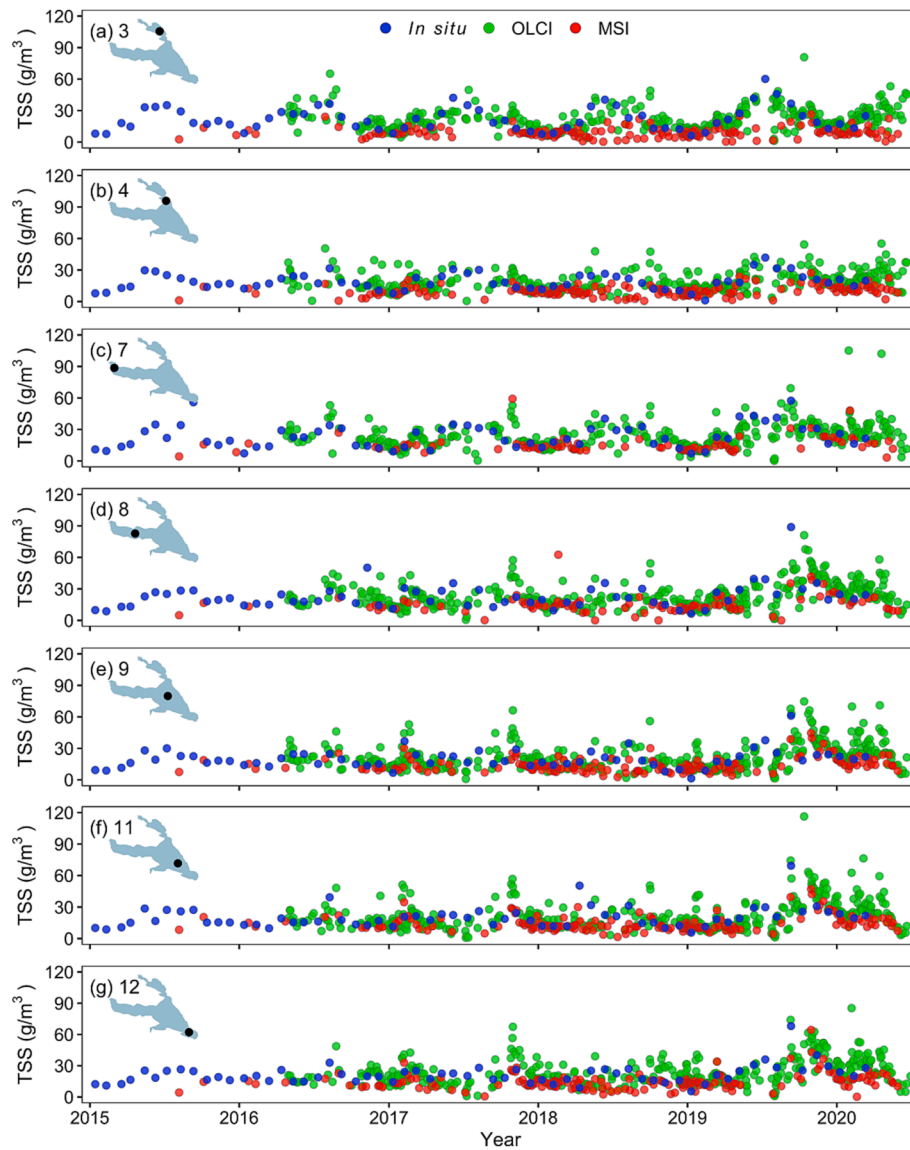 (a) 3
In situ OLCI MSI
TSS (g/m³ )
120
90
60
30
0
(b) 4
TSS (g/m³ )
120
90
60
30
0
(c) 7
TSS (g/m³ )
120
90
60
30
0
(d) 8
TSS (g/m³ )
120
90
60
30
0
(e) 9
TSS (g/m³ )
120
90
60
30
0
(f) 11
TSS (g/m³ )
120
90
60
30
0
(g) 12
TSS (g/m³ )
120
90
60
30
0
2015 2016 2017 2018 2019 2020
Year